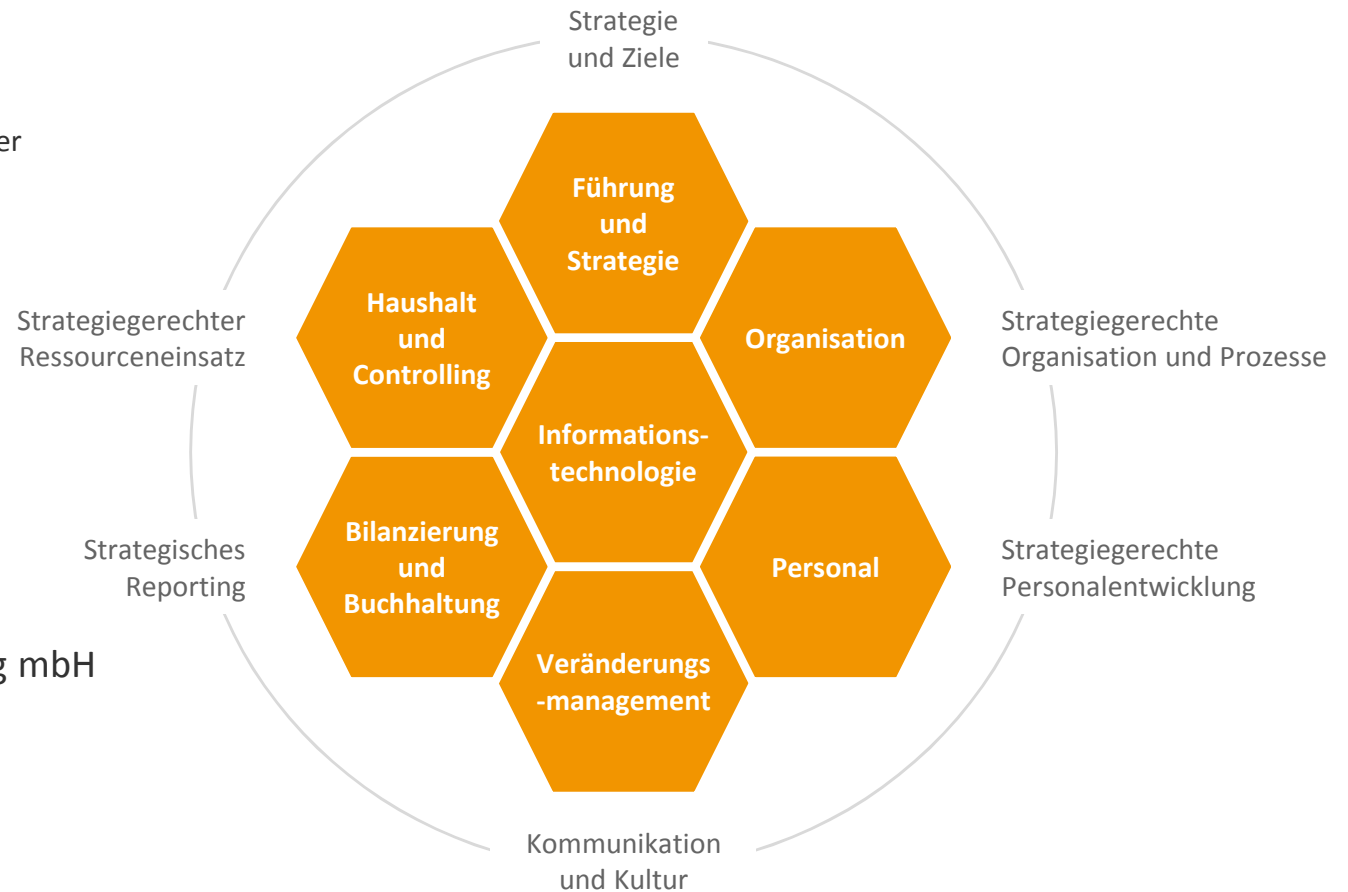 Strategie
und Ziele
er
Führung
und
Strategie
Haushalt
und
Controlling
Organisation
Strategiegerechter
Ressourceneinsatz
Strategiegerechte
Organisation und Prozesse
Informations-
technologie
Bilanzierung
und
Buchhaltung
Personal
Strategisches
Reporting
Strategiegerechte
Personalentwicklung
g mbH
Veränderungs
-management
Kommunikation
und Kultur